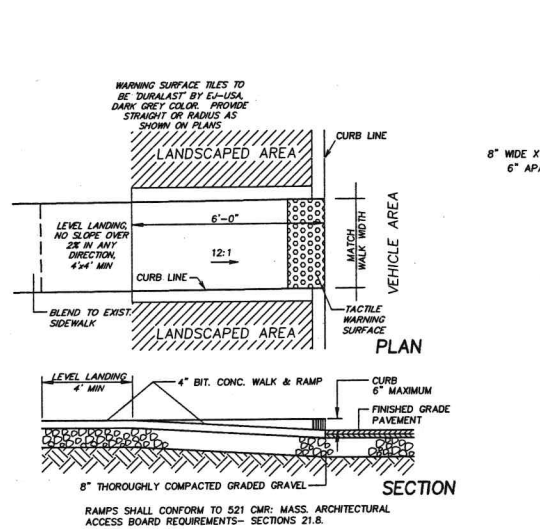 WARNING SURFACE TILES TO
BE 'DURALAST' BY EJ-USA,
DARK GREY COLOR. PROVIDE
STRAIGHT OR RADIUS AS
SHOWN ON PLANS
CURB LINE
LANDSCAPED AREA
8" WIDE X
6" AP
6'-0"
LEVEL LANDING,
NO SLOPE OVER
2% IN ANY
DIRECTION,
4'x4' MIN
12:1
MATCH
WALK WIDTH
VEHICLE AREA
CURB LINE
BLEND TO EXIST.
SIDEWALK
TACTILE
WARNING
SURFACE
LANDSCAPED AREA
PLAN
LEVEL LANDING
4' MIN
4" BIT. CONC. WALK & RAMP
CURB
6" MAXIMUM
FINISHED GRADE
PAVEMENT
8" THOROUGHLY COMPACTED GRADED GRAVEL
SECTION
RAMPS SHALL CONFORM TO 521 CMR: MASS. ARCHITECTURAL
ACCESS BOARD REQUIREMENTS- SECTIONS 21.8.